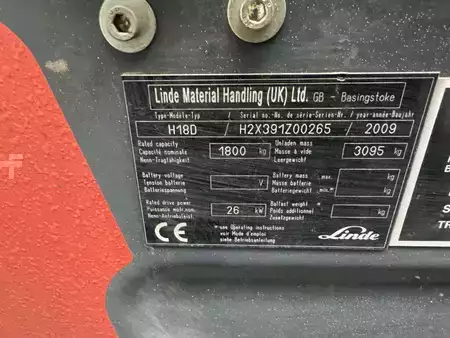 Linde Material Handling (UK) Ltd. GB - Basingstoke
Type-Modele-Typ / Serial no.-No. de série-Serien-Nr. / year-année-Baujahr
H18D / H2X391Z00265 / 2009
Rated capacity
Capacité nominale 1800 kg
Nenn-Tragfähigkeit
Unladen mass
Masse à vide 3095 kg
Leergewicht
Battery voltage
Tension batterie V
Batteriespannung
Battery mass max. kg
Masse batterie
Batteriegewicht min. kg
Rated drive power
Puissance motr.nom. 26 kW
Nenn-Antriebsleist
Ballast weight
Poids additionnel kg
Zusatzgewicht
CE
see Operating instructions
voir Mode d'emploi
siehe Betriebsanleitung
Linde